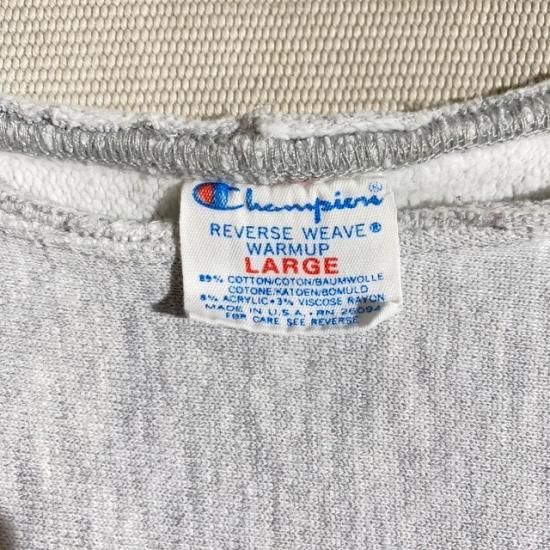 Champion®
REVERSE WEAVE®
WARMUP
LARGE
89% COTTON/COTON/BAUMWOLLE
COTONE/KATOEN/BOMULD
8% ACRYLIC • 3% VISCOSE RAYON
MADE IN U.S.A. • RN 26094
FOR CARE SEE REVERSE